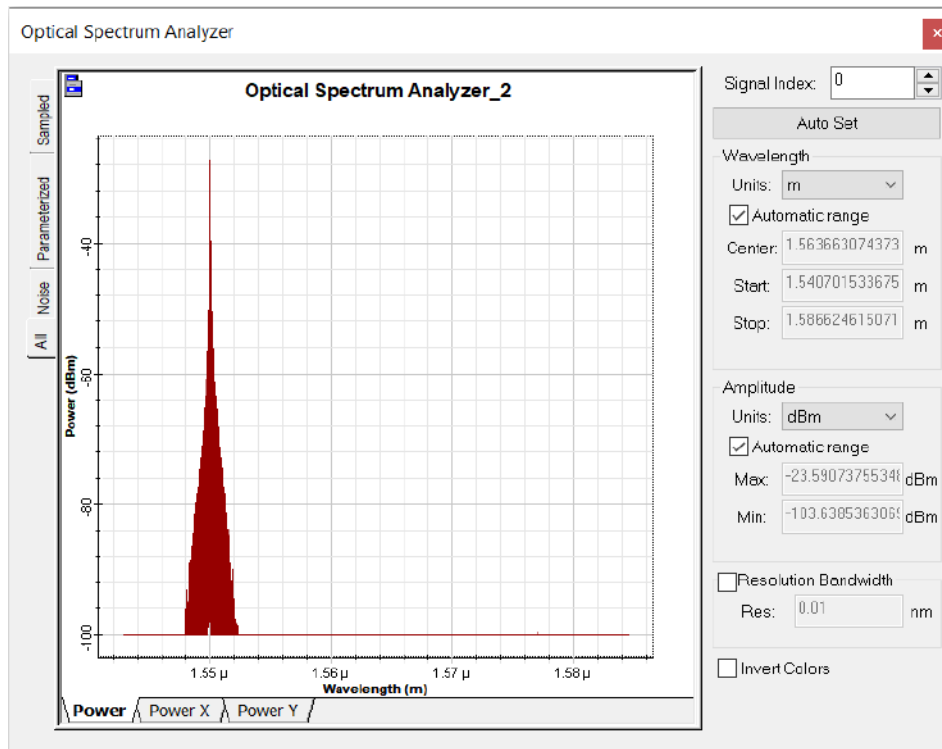 Optical Spectrum Analyzer
×
Sampled
Parameterized
Noise
All
Optical Spectrum Analyzer_2
Power (dBm)
-40
-60
-80
-100
1.55 µ
1.56 µ
1.57 µ
1.58 µ
Wavelength (m)
Power
Power X
Power Y
Signal Index: 0
Auto Set
Wavelength
Units: m
Automatic range
Center: 1.563663074373 m
Start: 1.540701533675 m
Stop: 1.586624615071 m
Amplitude
Units: dBm
Automatic range
Max: -23.59073755348 dBm
Min: -103.6385363069 dBm
Resolution Bandwidth
Res: 0.01 nm
Invert Colors